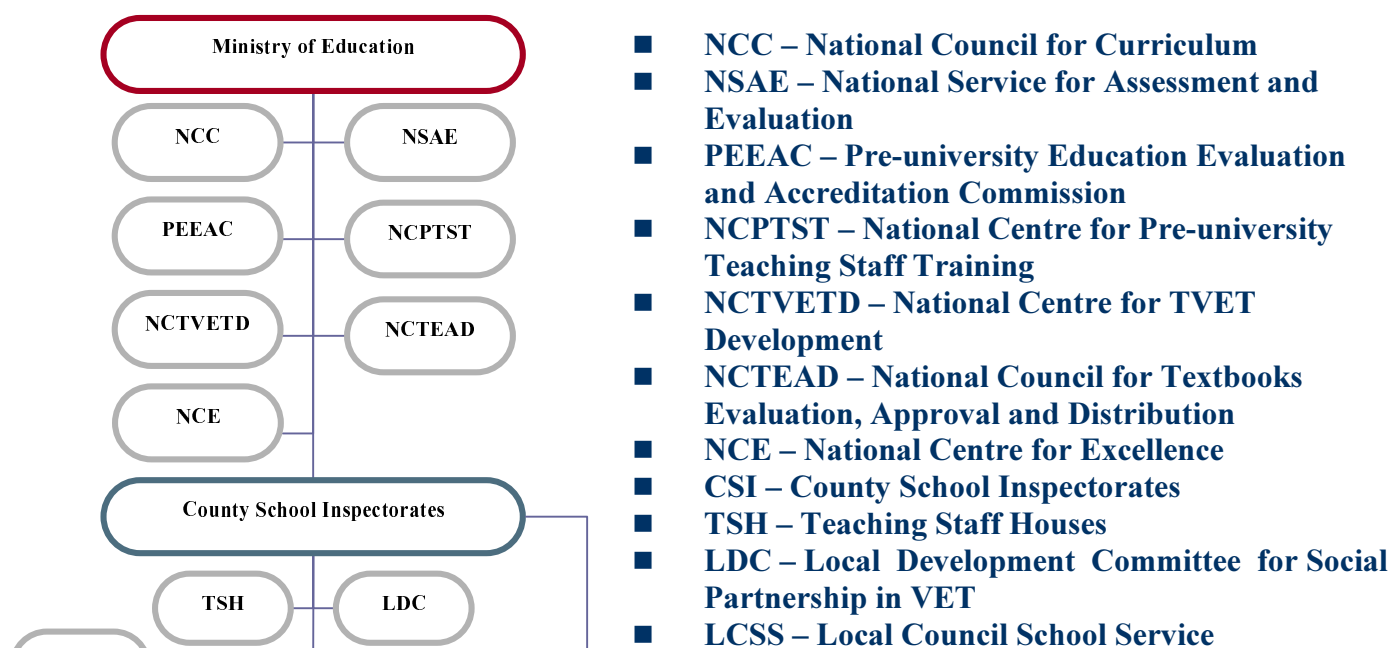 Ministry of Education
NCC
NSAE
PEEAC
NCPTST
NCTVETD
NCTEAD
NCE
County School Inspectorates
TSH
LDC
NCC – National Council for Curriculum
NSAE – National Service for Assessment and
Evaluation
PEEAC – Pre-university Education Evaluation
and Accreditation Commission
NCPTST – National Centre for Pre-university
Teaching Staff Training
NCTVETD – National Centre for TVET
Development
NCTEAD – National Council for Textbooks
Evaluation, Approval and Distribution
NCE – National Centre for Excellence
CSI – County School Inspectorates
TSH – Teaching Staff Houses
LDC – Local Development Committee for Social
Partnership in VET
LCSS – Local Council School Service